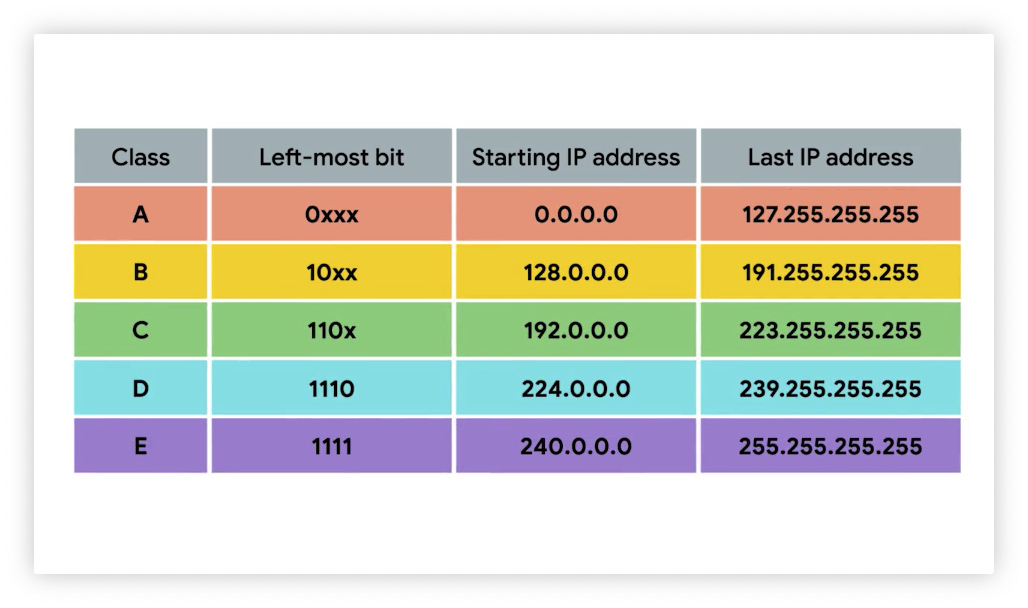 Class Left-most bit Starting IP address Last IP address
A 0xxx 0.0.0.0 127.255.255.255
B 10xx 128.0.0.0 191.255.255.255
C 110x 192.0.0.0 223.255.255.255
D 1110 224.0.0.0 239.255.255.255
E 1111 240.0.0.0 255.255.255.255